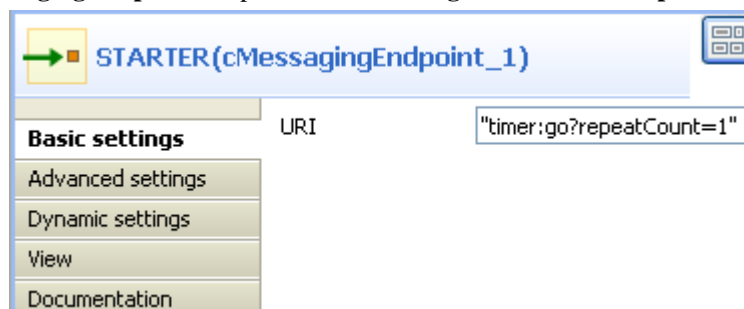 STARTER(cMessagingEndpoint_1)
Basic settings
URI
"timer:go?repeatCount=1"
Advanced settings
Dynamic settings
View
Documentation